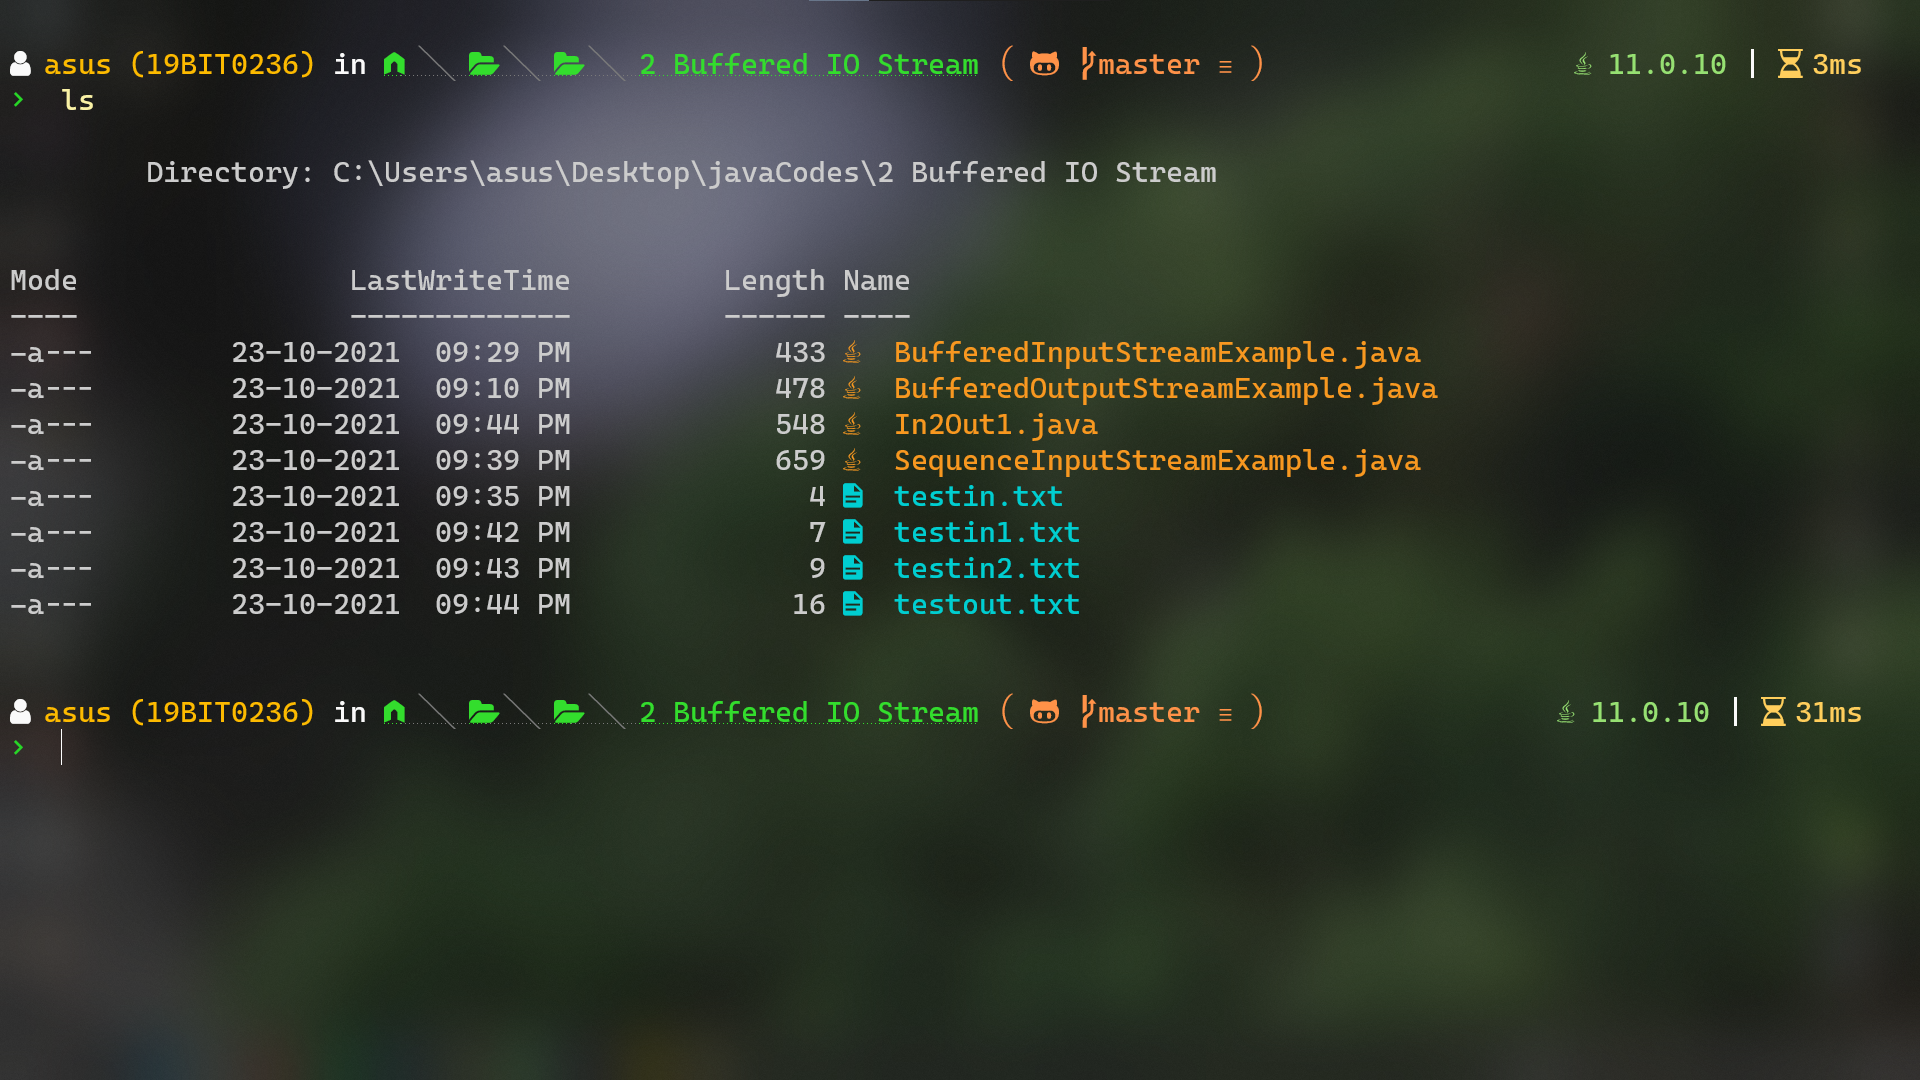 asus (19BIT0236) in 2 Buffered IO Stream ( master ≡ ) 11.0.10 | 3ms
› ls
Directory: C:\Users\asus\Desktop\javaCodes\2 Buffered IO Stream
Mode LastWriteTime Length Name
---- ------------- ------ ----
-a--- 23-10-2021 09:29 PM 433 BufferedInputStreamExample.java
-a--- 23-10-2021 09:10 PM 478 BufferedOutputStreamExample.java
-a--- 23-10-2021 09:44 PM 548 In2Out1.java
-a--- 23-10-2021 09:39 PM 659 SequenceInputStreamExample.java
-a--- 23-10-2021 09:35 PM 4 testin.txt
-a--- 23-10-2021 09:42 PM 7 testin1.txt
-a--- 23-10-2021 09:43 PM 9 testin2.txt
-a--- 23-10-2021 09:44 PM 16 testout.txt
asus (19BIT0236) in 2 Buffered IO Stream ( master ≡ ) 11.0.10 | 31ms
›